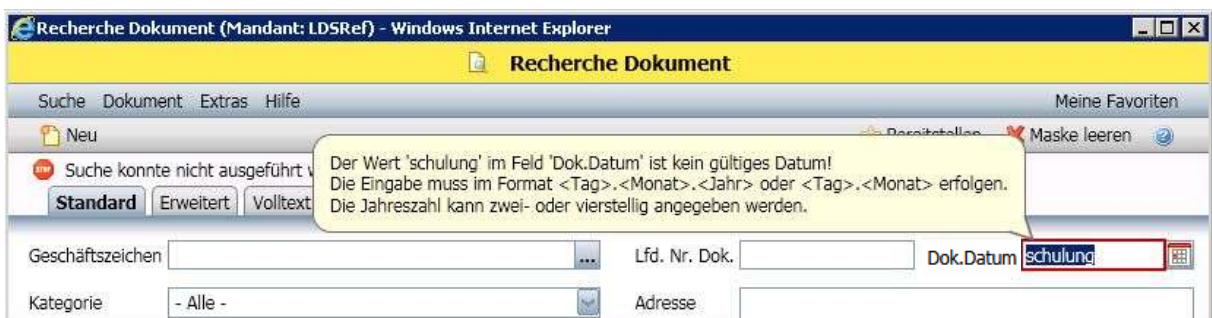 Recherche Dokument (Mandant: LDSRef) - Windows Internet Explorer
Recherche Dokument
Suche Dokument Extras Hilfe Meine Favoriten
Neu Bereitstellen Maske leeren
Suche konnte nicht ausgeführt
Der Wert 'schulung' im Feld 'Dok.Datum' ist kein gültiges Datum!
Die Eingabe muss im Format <Tag>.<Monat>.<Jahr> oder <Tag>.<Monat> erfolgen.
Die Jahreszahl kann zwei- oder vierstellig angegeben werden.
Standard Erweitert Volltext
Geschäftszeichen ... Lfd. Nr. Dok. Dok.Datum schulung
Kategorie - Alle - Adresse